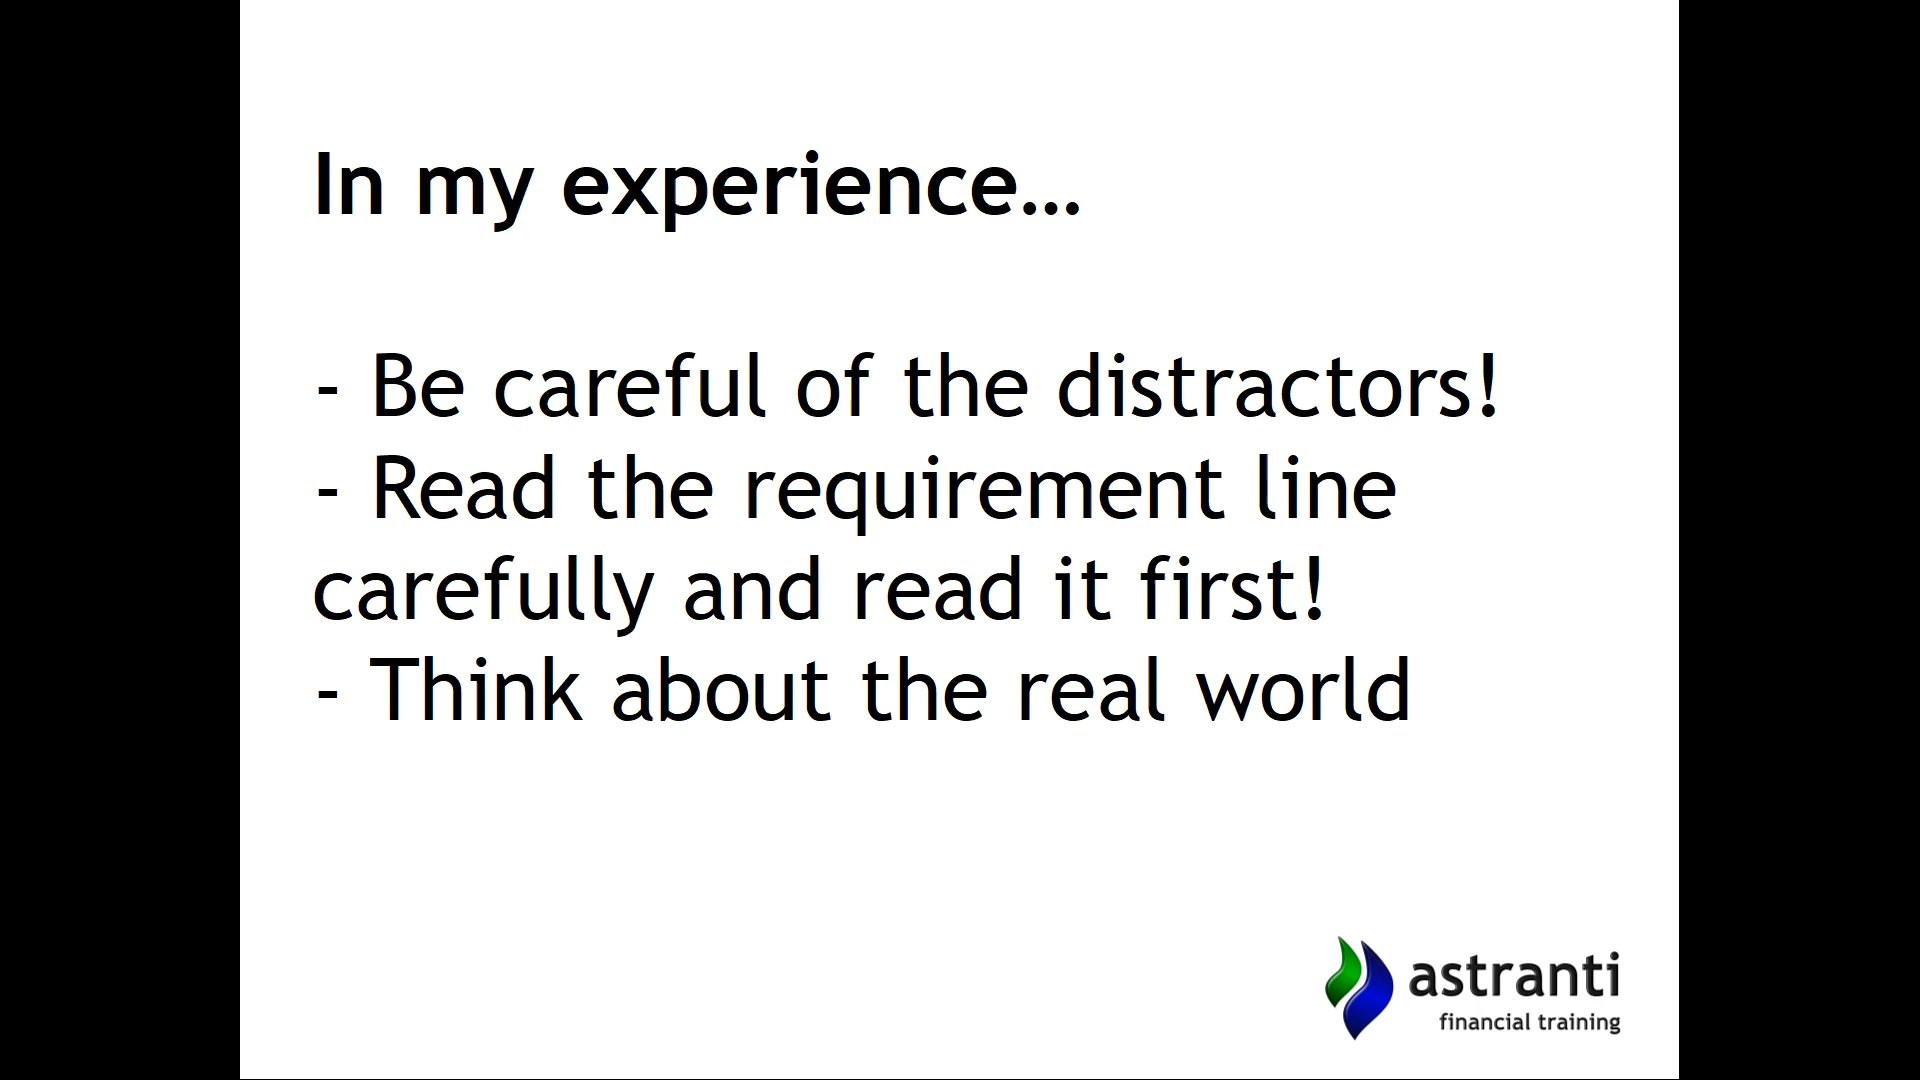 In my experience...
- Be careful of the distractors!
- Read the requirement line
carefully and read it first!
- Think about the real world
astranti
financial training